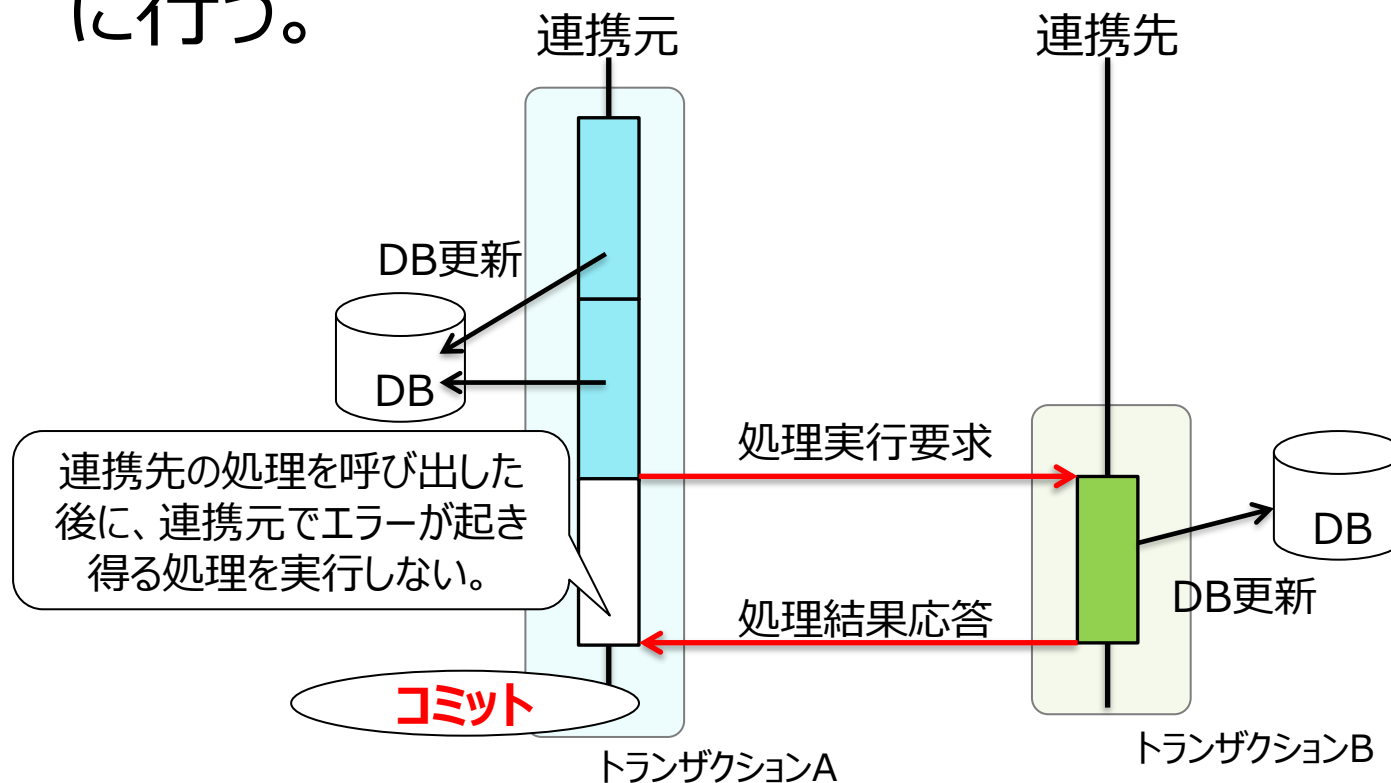 に行う。
連携元
連携先
DB更新
DB
連携先の処理を呼び出した
後に、連携元でエラーが起き
得る処理を実行しない。
処理実行要求
DB
DB更新
処理結果応答
コミット
トランザクションA
トランザクションB